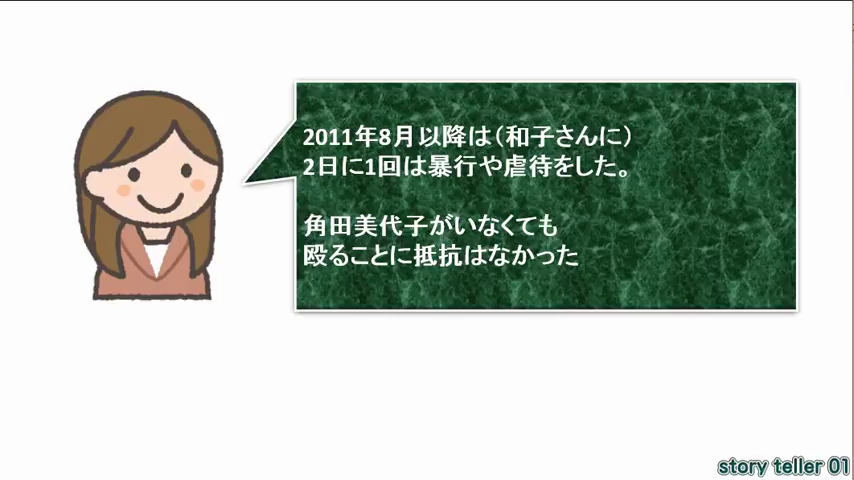 2011年8月以降は（和子さんに）
2日に1回は暴行や虐待をした。
角田美代子がいなくても
殴ることに抵抗はなかった
story teller 01